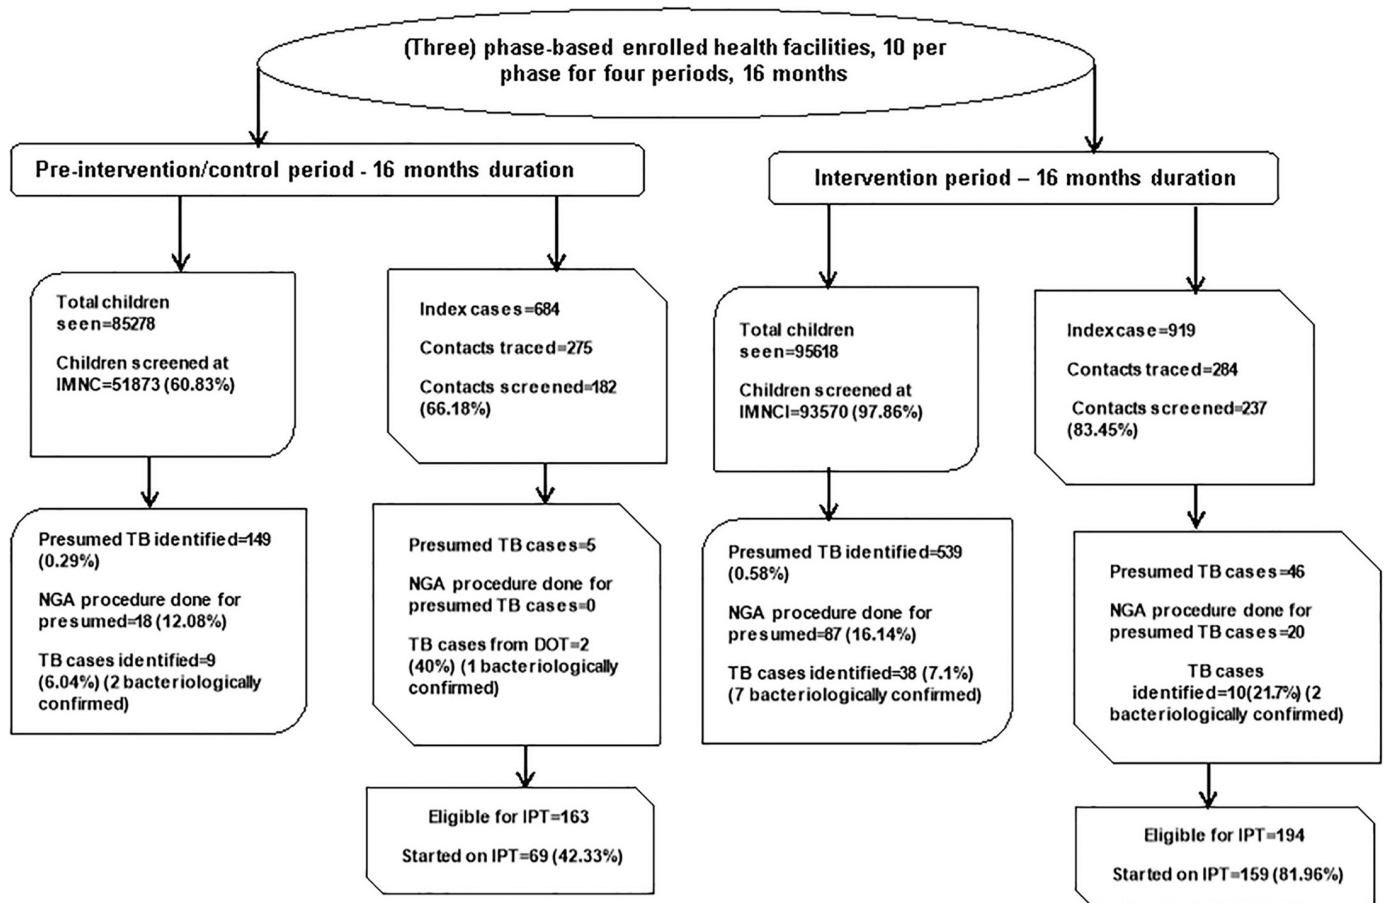 (Three) phase-based enrolled health facilities, 10 per
phase for four periods, 16 months
Pre-intervention/control period - 16 months duration
Total children
seen=85278
Children screened at
IMNC=51873 (60.83%)
Index cases=684
Contacts traced=275
Contacts screened=182
(66.18%)
Presumed TB identified=149
(0.29%)
NGA procedure done for
presumed=18 (12.08%)
TB cases identified=9
(6.04%) (2 bacteriologically
confirmed)
Presumed TB cases=5
NGA procedure done for
presumed TB cases=0
TB cases from DOT=2
(40%) (1 bacteriologically
confirmed)
Eligible for IPT=163
Started on IPT=69 (42.33%)
Intervention period – 16 months duration
Total children
seen=95618
Children screened at
IMNCI=93570 (97.86%)
Index case=919
Contacts traced=284
Contacts screened=237
(83.45%)
Presumed TB identified=539
(0.58%)
NGA procedure done for
presumed=87 (16.14%)
TB cases identified=38 (7.1%)
(7 bacteriologically confirmed)
Presumed TB cases=46
NGA procedure done for
presumed TB cases=20
TB cases
identified=10(21.7%) (2
bacteriologically confirmed)
Eligible for IPT=194
Started on IPT=159 (81.96%)